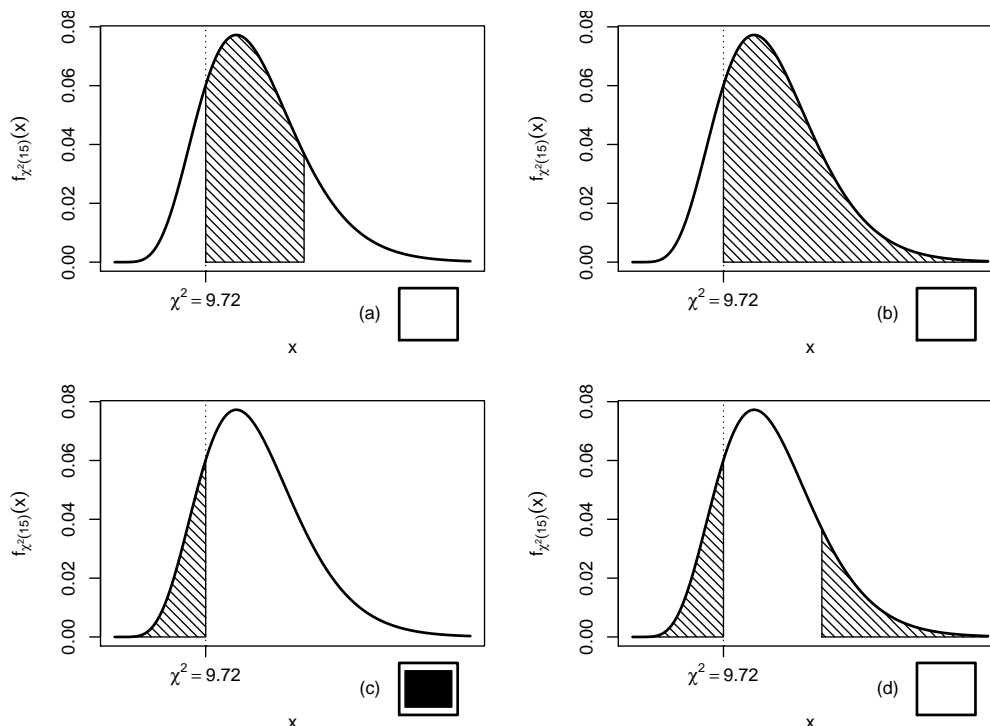 0.08
0.06
0.04
0.02
0.00
f_χ²(15)(x)
χ² = 9.72
(a)
x
0.08
0.06
0.04
0.02
0.00
f_χ²(15)(x)
χ² = 9.72
(b)
x
0.08
0.06
0.04
0.02
0.00
f_χ²(15)(x)
χ² = 9.72
(c)
x
0.08
0.06
0.04
0.02
0.00
f_χ²(15)(x)
χ² = 9.72
(d)
x